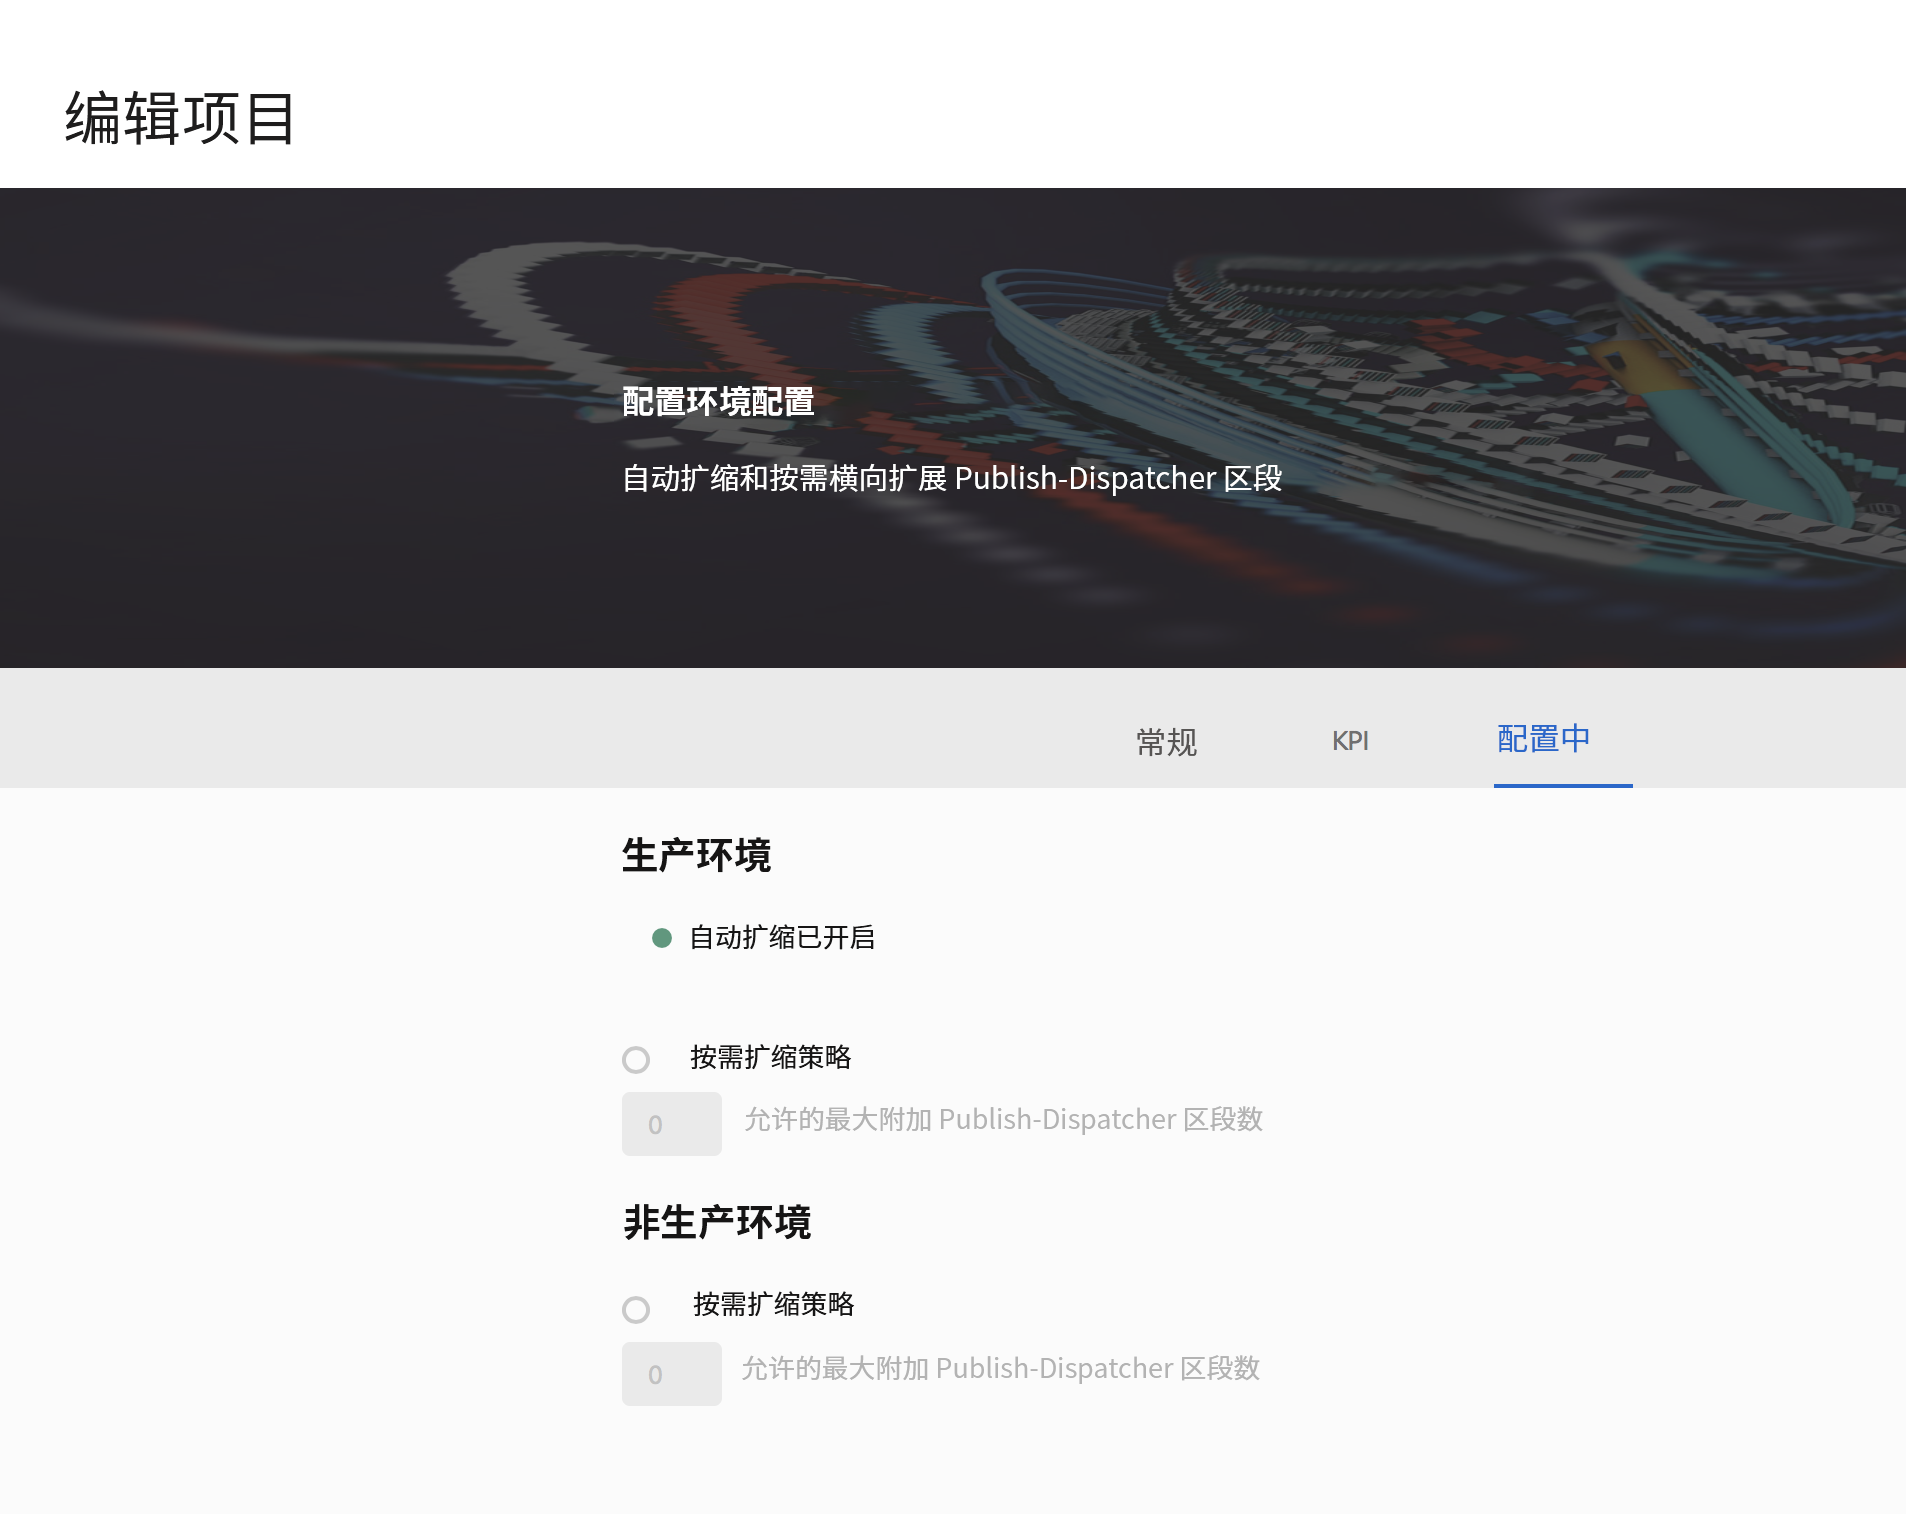 编辑项目
配置环境配置
自动扩缩和按需横向扩展 Publish-Dispatcher 区段
常规
KPI
配置中
生产环境
自动扩缩已开启
按需扩缩策略
0
允许的最大附加 Publish-Dispatcher 区段数
非生产环境
按需扩缩策略
0
允许的最大附加 Publish-Dispatcher 区段数